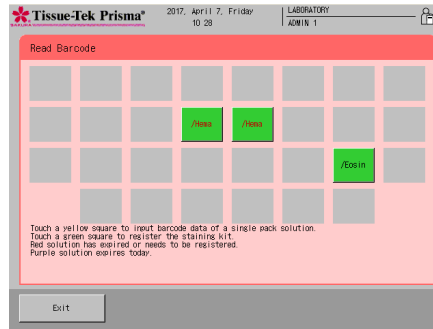 Tissue-Tek Prisma®
SAKURA
2017, April 7, Friday
10 28
LABORATORY
ADMIN 1
Read Barcode
/Hema
/Hema
/Eosin
Touch a yellow square to input barcode data of a single pack solution.
Touch a green square to register the staining kit.
Red solution has expired or needs to be registered.
Purple solution expires today.
Exit